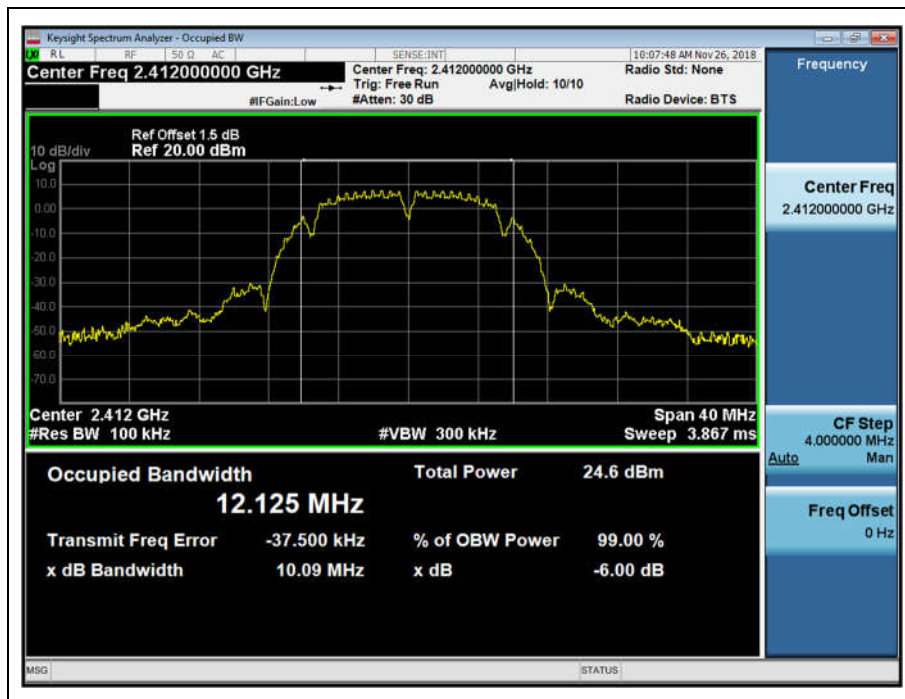 Keysight Spectrum Analyzer - Occupied BW
LXI RL RF 50 Ω AC SENSE:INT 10:07:48 AM Nov 26, 2018
Center Freq 2.412000000 GHz
Center Freq: 2.412000000 GHz Radio Std: None
Trig: Free Run Avg|Hold: 10/10
#IFGain:Low #Atten: 30 dB Radio Device: BTS
Ref Offset 1.5 dB
10 dB/div Ref 20.00 dBm
Log
10.0
0.00
-10.0
-20.0
-30.0
-40.0
-50.0
-60.0
-70.0
Center 2.412 GHz Span 40 MHz
#Res BW 100 kHz #VBW 300 kHz Sweep 3.867 ms
Occupied Bandwidth Total Power 24.6 dBm
12.125 MHz
Transmit Freq Error -37.500 kHz % of OBW Power 99.00 %
x dB Bandwidth 10.09 MHz x dB -6.00 dB
Frequency
Center Freq
2.412000000 GHz
CF Step
4.000000 MHz
Auto Man
Freq Offset
0 Hz
MSG STATUS